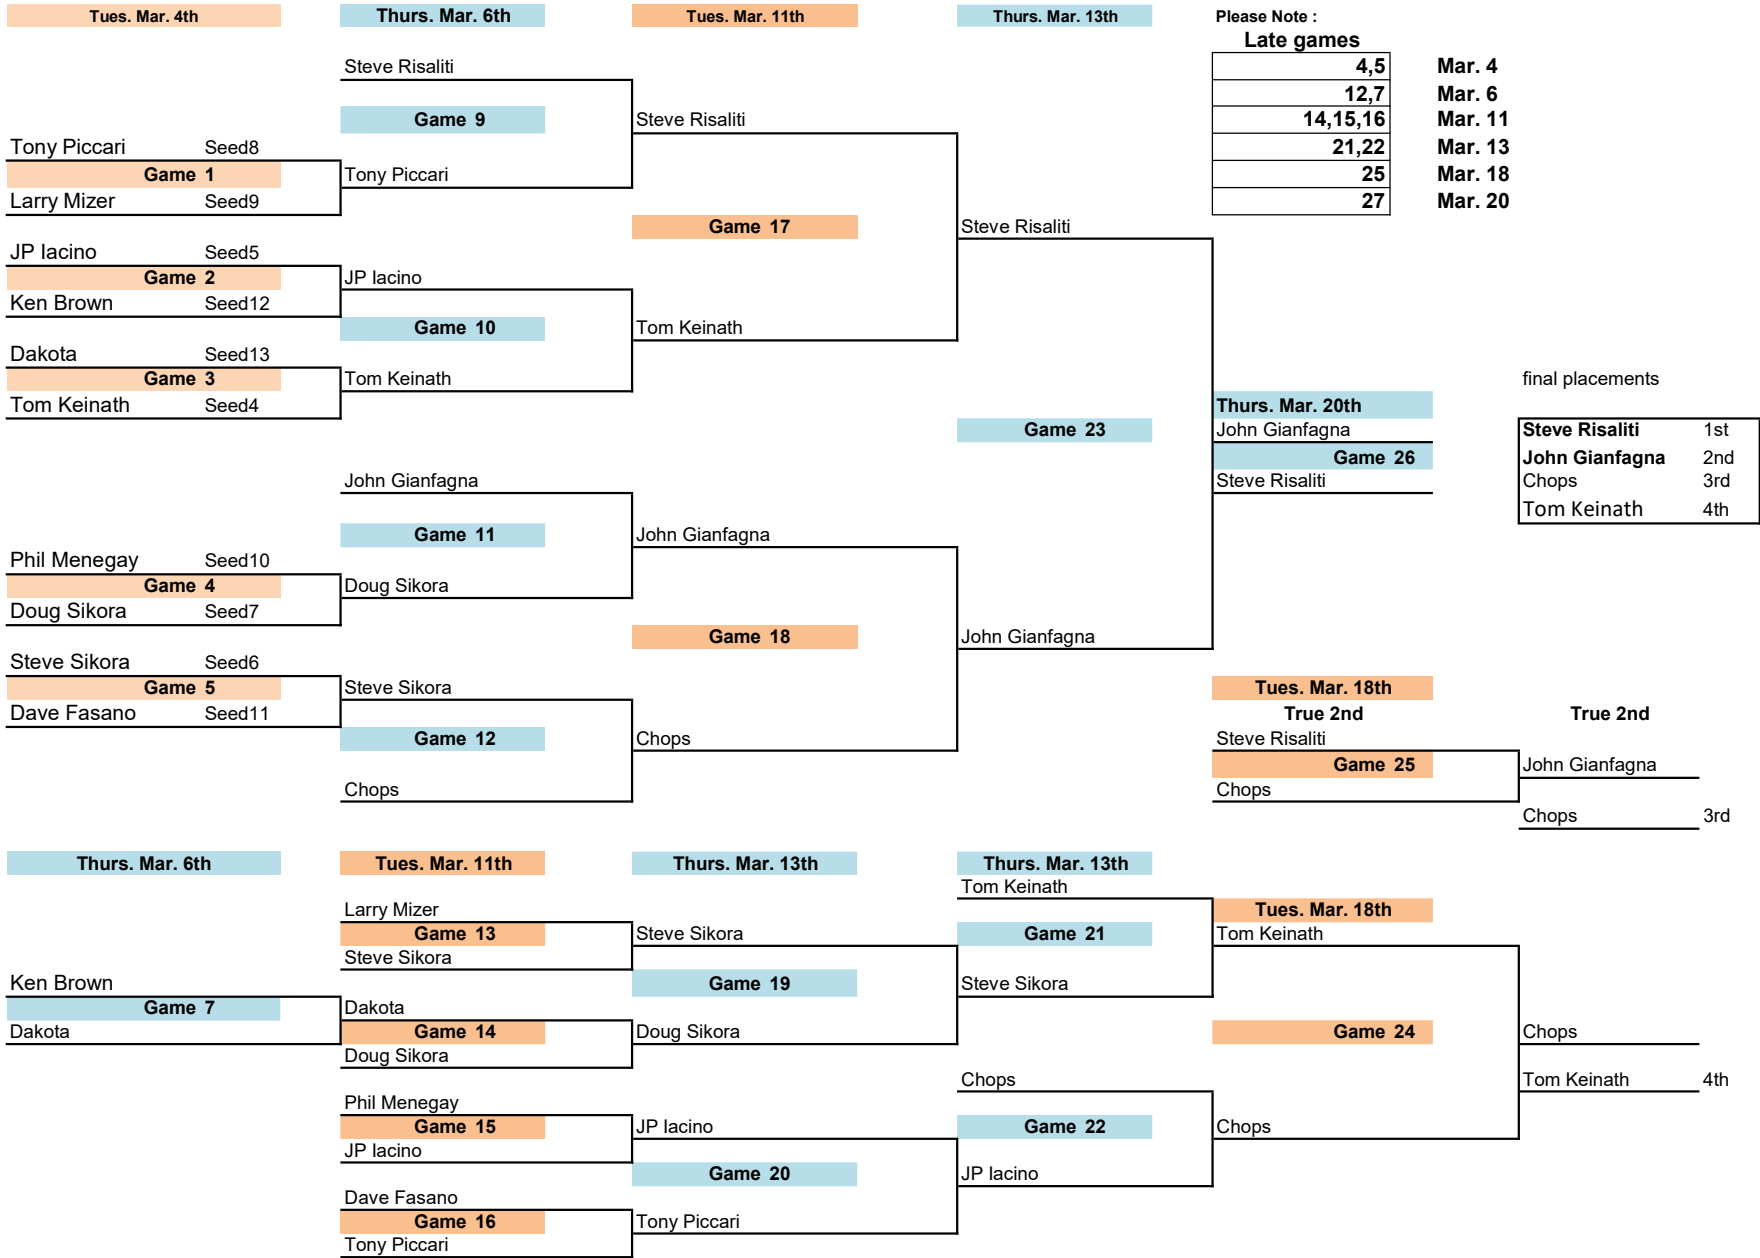 Tues. Mar. 4th Thurs. Mar. 6th Tues. Mar. 11th Thurs. Mar. 13th Please Note :
Late games
Steve Risaliti 4,5 Mar. 4
12,7 Mar. 6
Game 9 Steve Risaliti 14,15,16 Mar. 11
Tony Piccari Seed8 21,22 Mar. 13
Game 1 Tony Piccari 25 Mar. 18
Larry Mizer Seed9 27 Mar. 20
Game 17 Steve Risaliti
JP Iacino Seed5
Game 2 JP Iacino
Ken Brown Seed12
Game 10 Tom Keinath
Dakota Seed13
Game 3 Tom Keinath final placements
Tom Keinath Seed4 Thurs. Mar. 20th
Game 23 John Gianfagna Steve Risaliti 1st
Game 26 John Gianfagna 2nd
John Gianfagna Steve Risaliti Chops 3rd
Tom Keinath 4th
Game 11 John Gianfagna
Phil Menegay Seed10
Game 4 Doug Sikora
Doug Sikora Seed7
Game 18 John Gianfagna
Steve Sikora Seed6
Game 5 Steve Sikora Tues. Mar. 18th
Dave Fasano Seed11 True 2nd True 2nd
Game 12 Chops Steve Risaliti
Game 25 John Gianfagna
Chops Chops
Chops 3rd
Thurs. Mar. 6th Tues. Mar. 11th Thurs. Mar. 13th Thurs. Mar. 13th
Tom Keinath
Larry Mizer Tues. Mar. 18th
Game 13 Steve Sikora Game 21 Tom Keinath
Steve Sikora
Ken Brown Game 19 Steve Sikora
Game 7 Dakota
Dakota Game 14 Doug Sikora Game 24 Chops
Doug Sikora
Chops Tom Keinath 4th
Phil Menegay
Game 15 JP Iacino Game 22 Chops
JP Iacino
Game 20 JP Iacino
Dave Fasano
Game 16 Tony Piccari
Tony Piccari